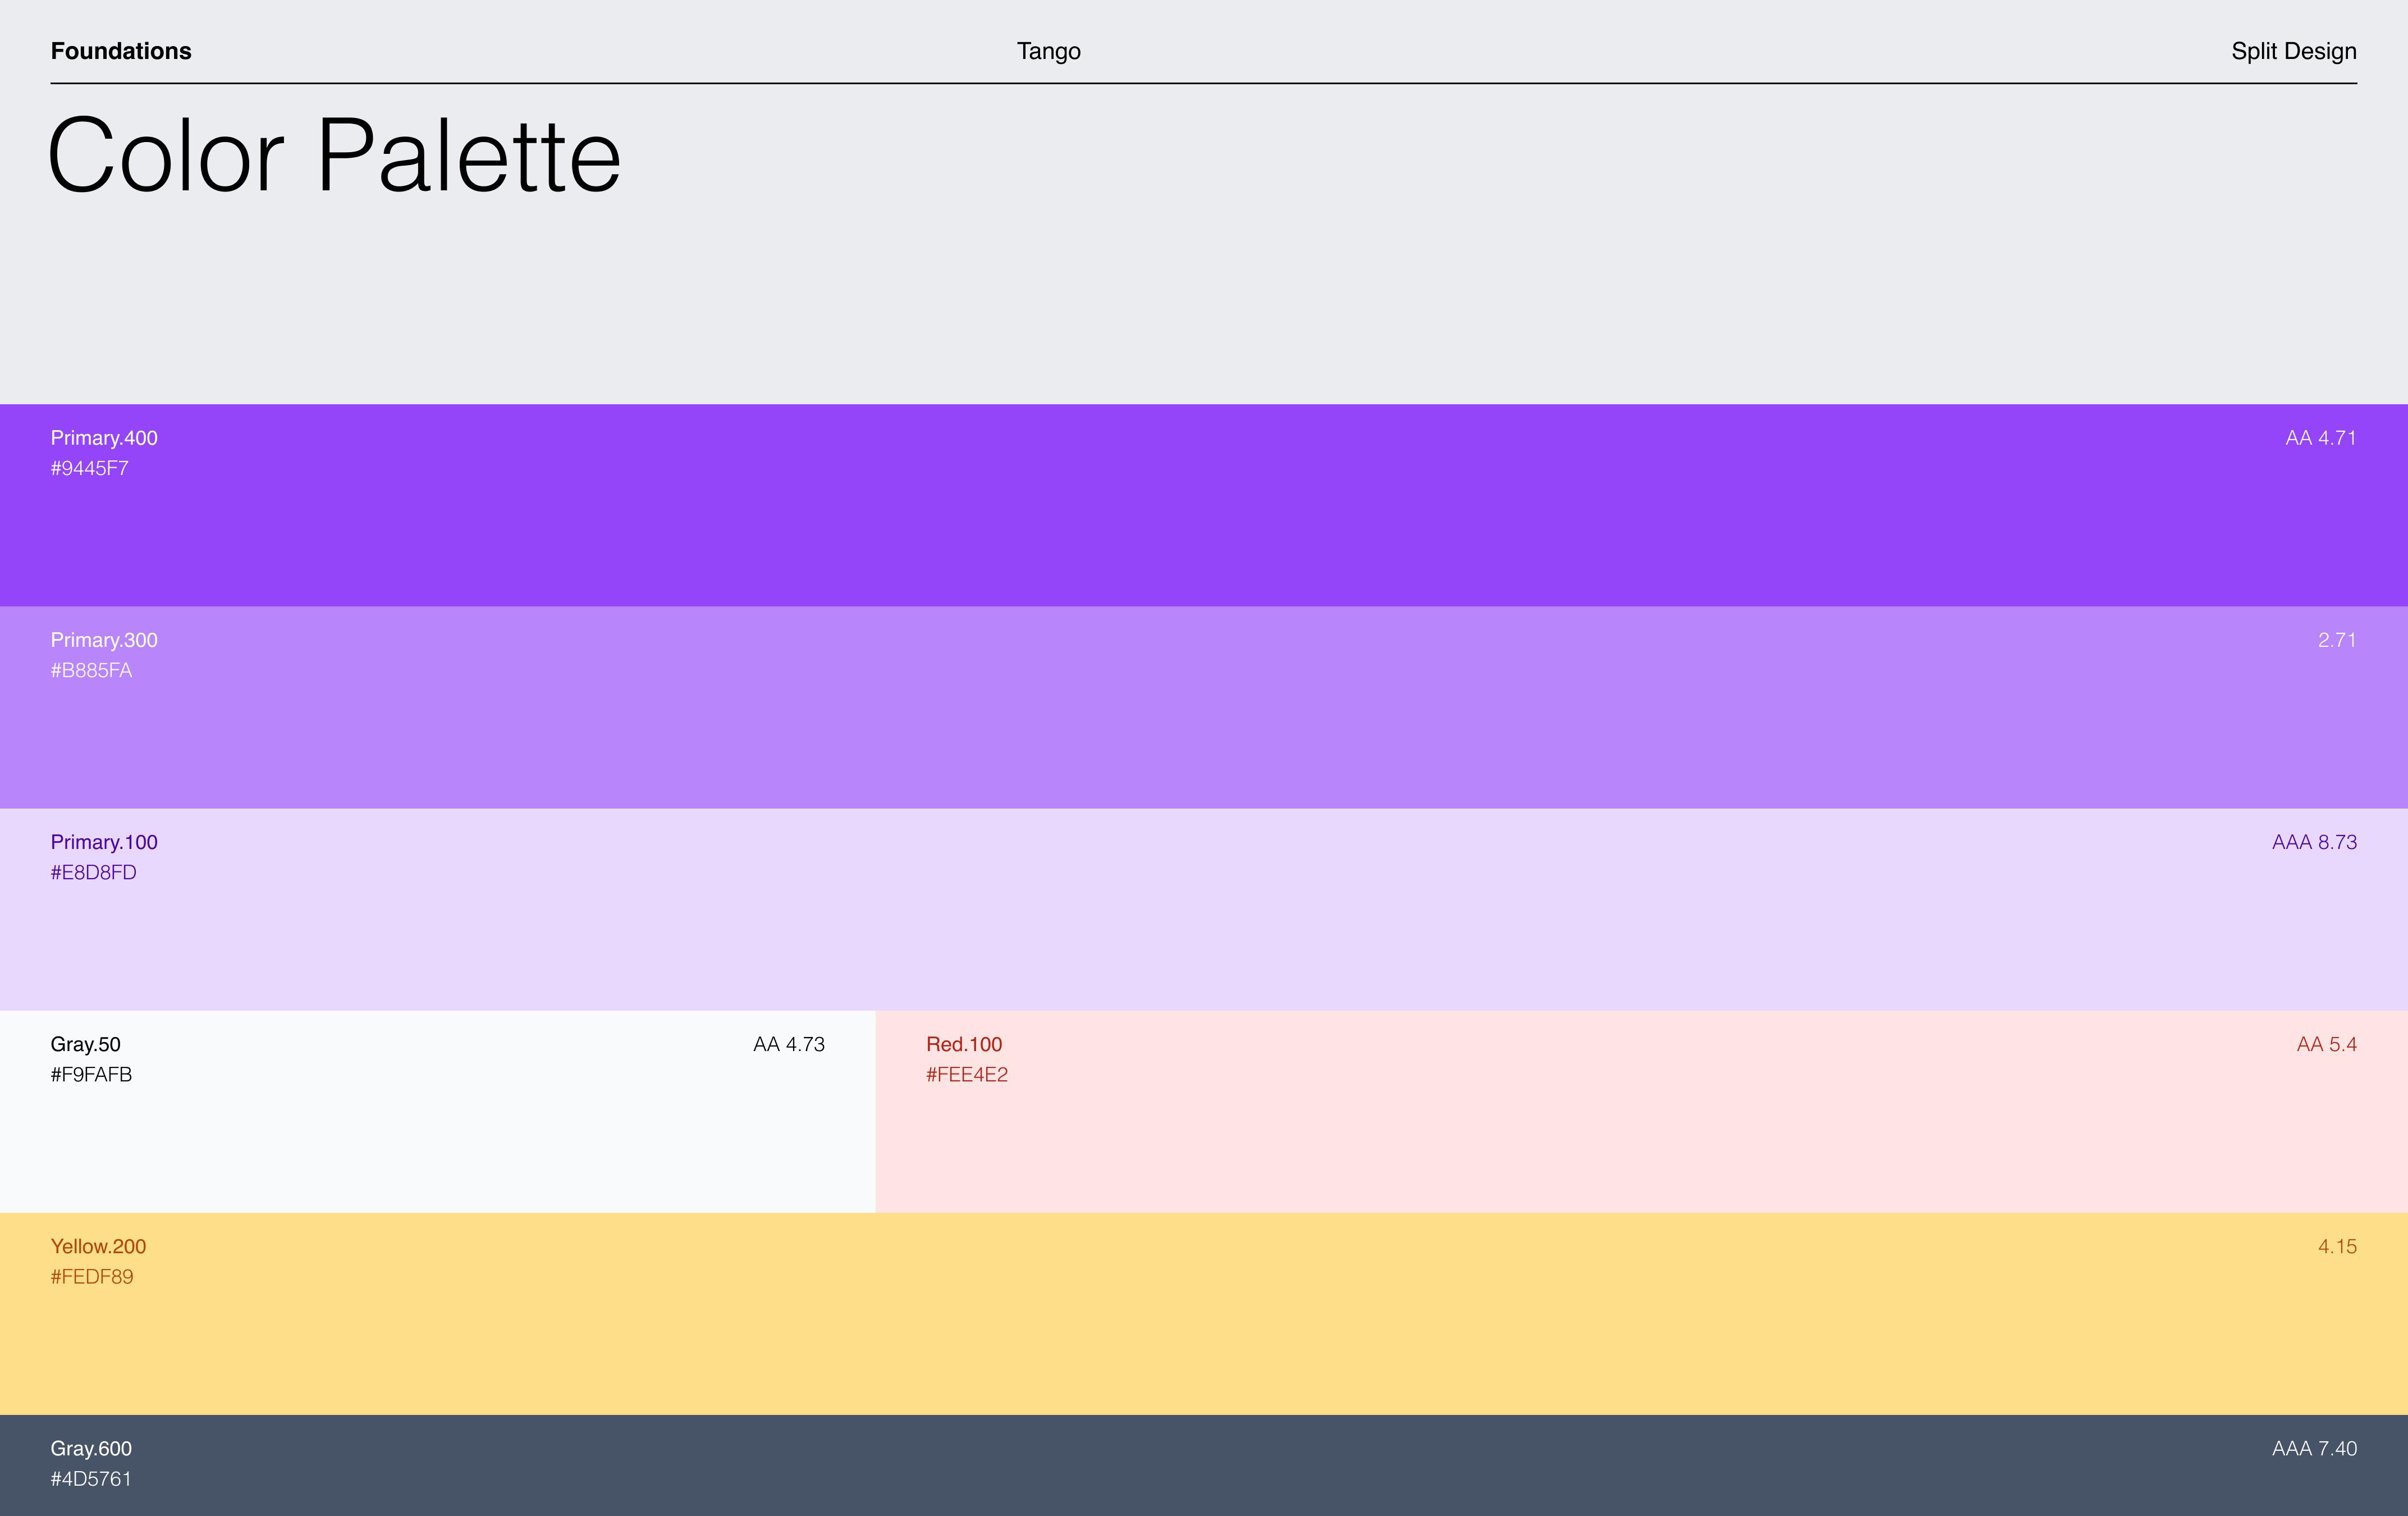 Foundations
Tango
Split Design
Color Palette
Primary.400
AA 4.71
#9445F7
Primary.300
2.71
#B885FA
Primary.100
AAA 8.73
#E8D8FD
Gray.50
AA 4.73
#F9FAFB
Red.100
AA 5.4
#FEE4E2
Yellow.200
4.15
#FEDF89
Gray.600
AAA 7.40
#4D5761